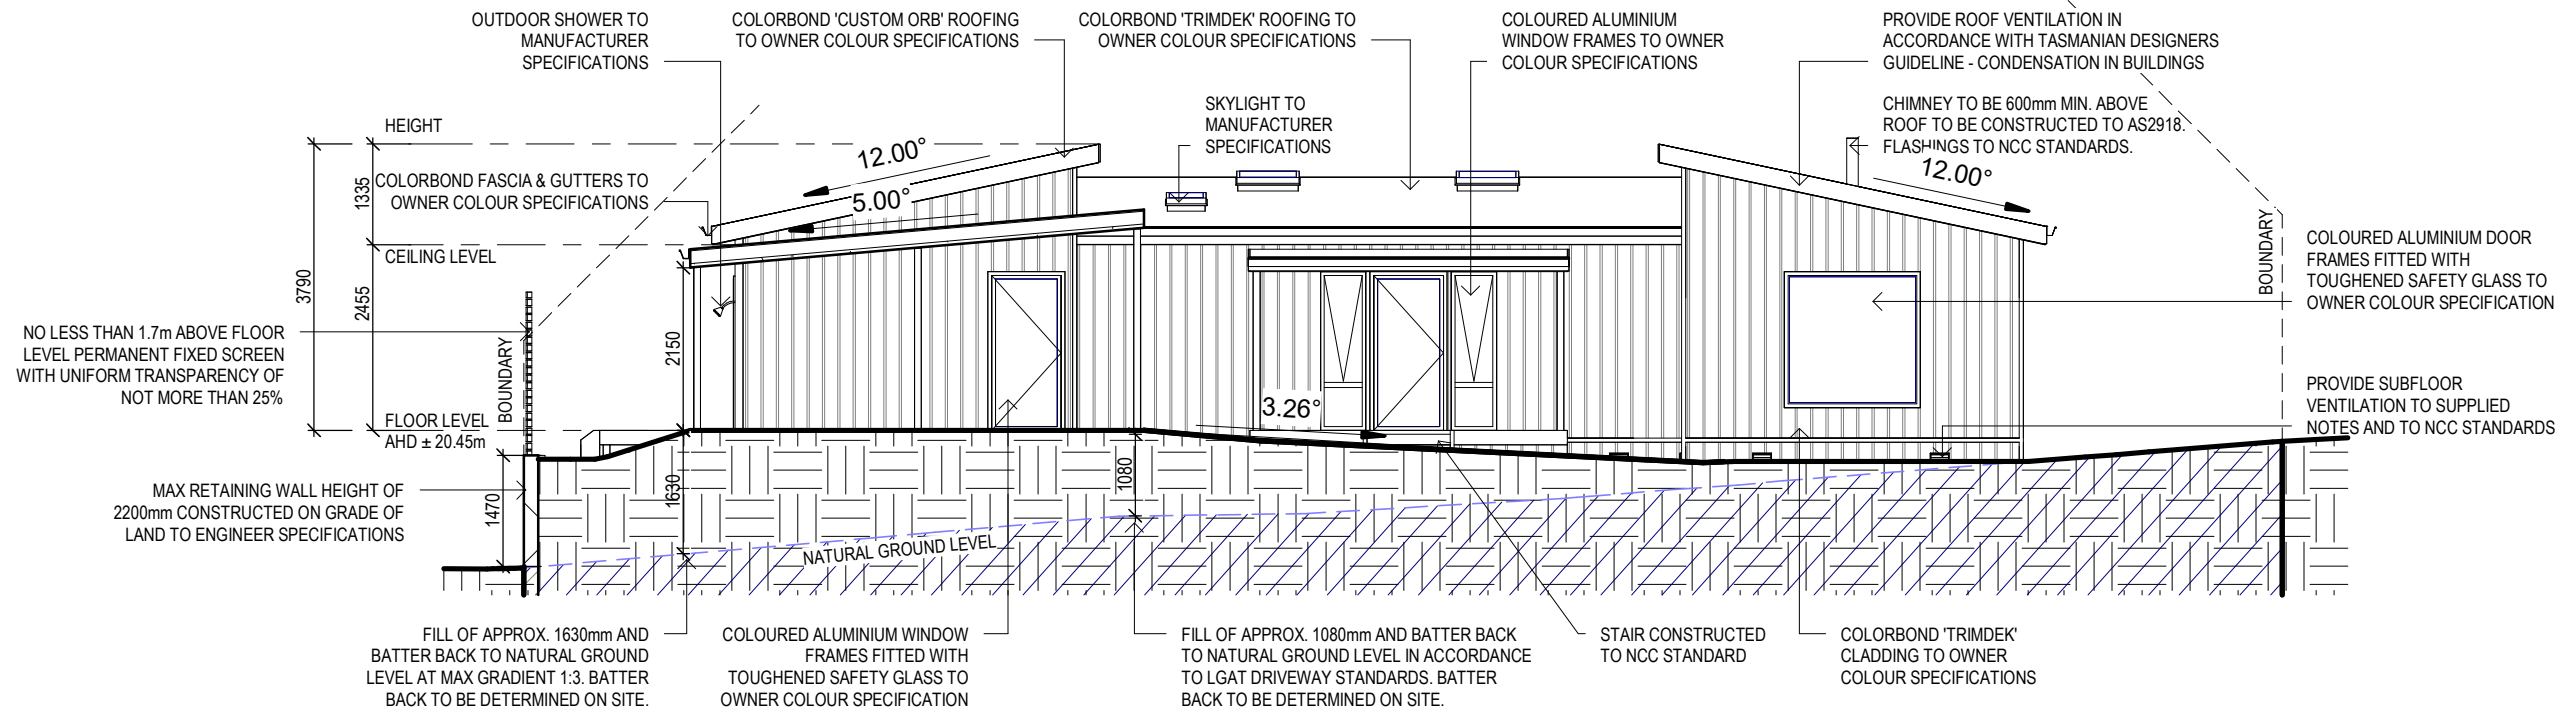 OUTDOOR SHOWER TO
MANUFACTURER
SPECIFICATIONS
COLORBOND 'CUSTOM ORB' ROOFING
TO OWNER COLOUR SPECIFICATIONS
COLORBOND 'TRIMDEK' ROOFING TO
OWNER COLOUR SPECIFICATIONS
COLOURED ALUMINIUM
WINDOW FRAMES TO OWNER
COLOUR SPECIFICATIONS
PROVIDE ROOF VENTILATION IN
ACCORDANCE WITH TASMANIAN DESIGNERS
GUIDELINE - CONDENSATION IN BUILDINGS
SKYLIGHT TO
MANUFACTURER
SPECIFICATIONS
CHIMNEY TO BE 600mm MIN. ABOVE
ROOF TO BE CONSTRUCTED TO AS2918.
FLASHINGS TO NCC STANDARDS.
HEIGHT
12.00°
12.00°
COLORBOND FASCIA & GUTTERS TO
OWNER COLOUR SPECIFICATIONS
5.00°
1335
CEILING LEVEL
3790
2455
2150
BOUNDARY
COLOURED ALUMINIUM DOOR
FRAMES FITTED WITH
TOUGHENED SAFETY GLASS TO
OWNER COLOUR SPECIFICATION
NO LESS THAN 1.7m ABOVE FLOOR
LEVEL PERMANENT FIXED SCREEN
WITH UNIFORM TRANSPARENCY OF
NOT MORE THAN 25%
BOUNDARY
FLOOR LEVEL
AHD ± 20.45m
3.26°
PROVIDE SUBFLOOR
VENTILATION TO SUPPLIED
NOTES AND TO NCC STANDARDS
MAX RETAINING WALL HEIGHT OF
2200mm CONSTRUCTED ON GRADE OF
LAND TO ENGINEER SPECIFICATIONS
1470
1630
1080
NATURAL GROUND LEVEL
FILL OF APPROX. 1630mm AND
BATTER BACK TO NATURAL GROUND
LEVEL AT MAX GRADIENT 1:3. BATTER
BACK TO BE DETERMINED ON SITE.
COLOURED ALUMINIUM WINDOW
FRAMES FITTED WITH
TOUGHENED SAFETY GLASS TO
OWNER COLOUR SPECIFICATION
FILL OF APPROX. 1080mm AND BATTER BACK
TO NATURAL GROUND LEVEL IN ACCORDANCE
TO LGAT DRIVEWAY STANDARDS. BATTER
BACK TO BE DETERMINED ON SITE.
STAIR CONSTRUCTED
TO NCC STANDARD
COLORBOND 'TRIMDEK'
CLADDING TO OWNER
COLOUR SPECIFICATIONS